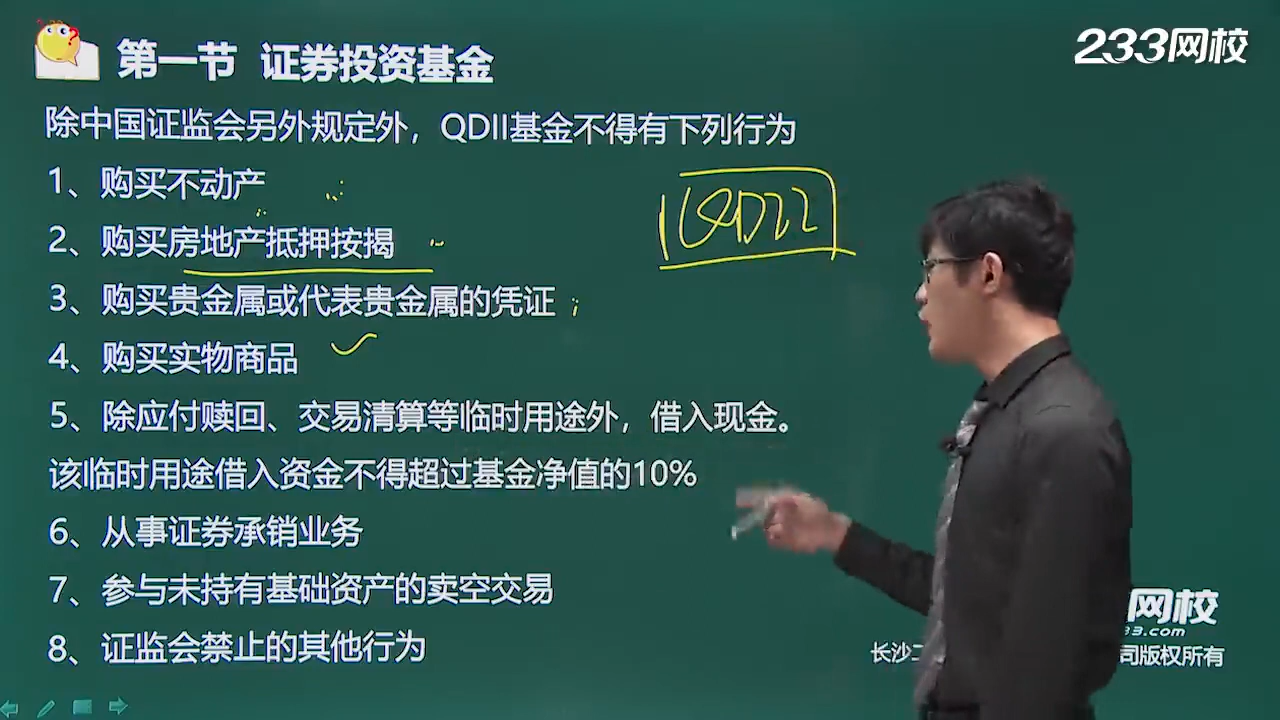 第一节 证券投资基金
233网校
除中国证监会另外规定外，QDII基金不得有下列行为
1、购买不动产
QDII
2、购买房地产抵押按揭
3、购买贵金属或代表贵金属的凭证
4、购买实物商品
5、除应付赎回、交易清算等临时用途外，借入现金。
该临时用途借入资金不得超过基金净值的10%
6、从事证券承销业务
7、参与未持有基础资产的卖空交易
网校
33.com
8、证监会禁止的其他行为
长沙 司版权所有